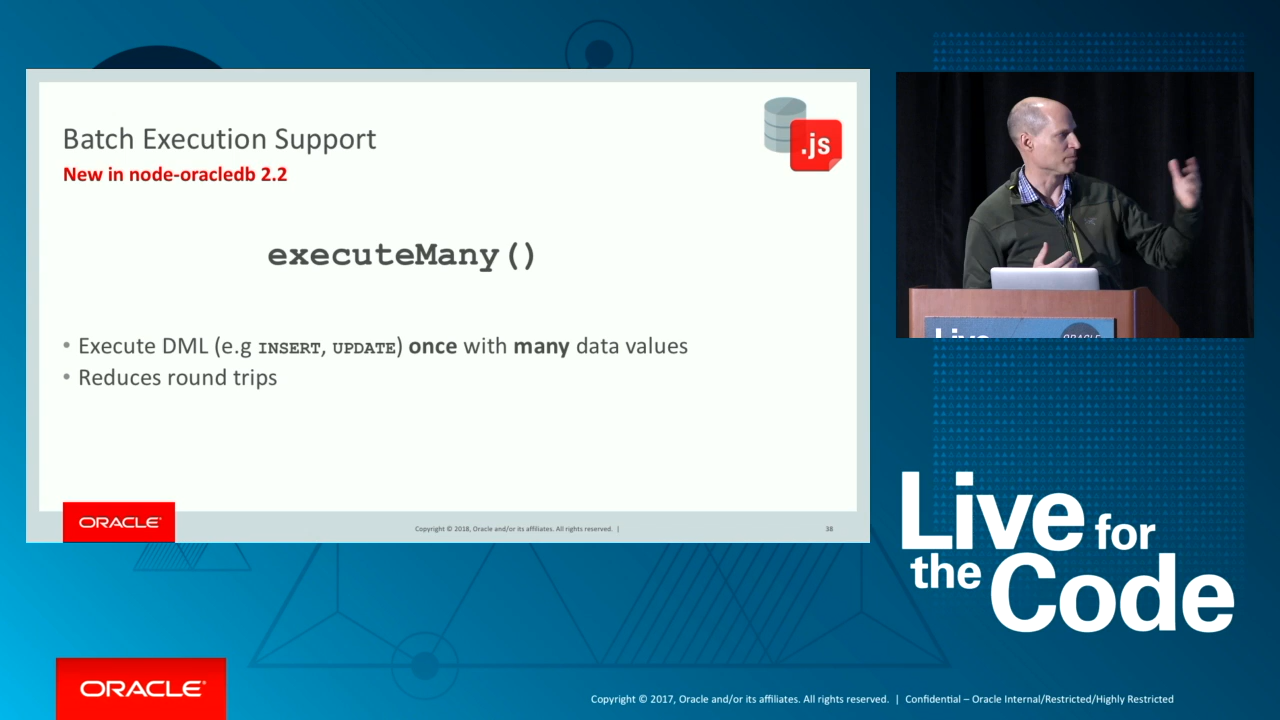 Batch Execution Support
New in node-oracledb 2.2
.js
executeMany()
• Execute DML (e.g INSERT, UPDATE) once with many data values
• Reduces round trips
ORACLE®
Copyright © 2018, Oracle and/or its affiliates. All rights reserved. |
38
Live
ORACLE
Live for
the Code
ORACLE®
Copyright © 2017, Oracle and/or its affiliates. All rights reserved. | Confidential – Oracle Internal/Restricted/Highly Restricted